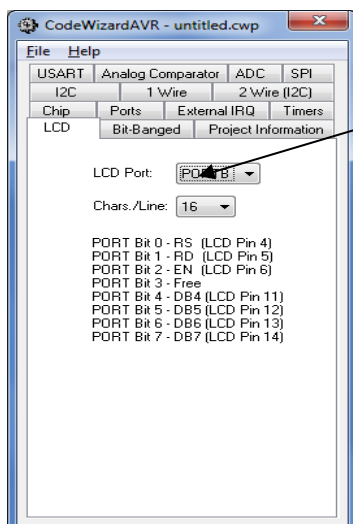 CodeWizardAVR - untitled.cwp
File Help
USART Analog Comparator ADC SPI
I2C 1 Wire 2 Wire (I2C)
Chip Ports External IRQ Timers
LCD Bit-Banged Project Information
LCD Port: PORTB
Chars./Line: 16
PORT Bit 0 - RS (LCD Pin 4)
PORT Bit 1 - RD (LCD Pin 5)
PORT Bit 2 - EN (LCD Pin 6)
PORT Bit 3 - Free
PORT Bit 4 - DB4 (LCD Pin 11)
PORT Bit 5 - DB5 (LCD Pin 12)
PORT Bit 6 - DB6 (LCD Pin 13)
PORT Bit 7 - DB7 (LCD Pin 14)